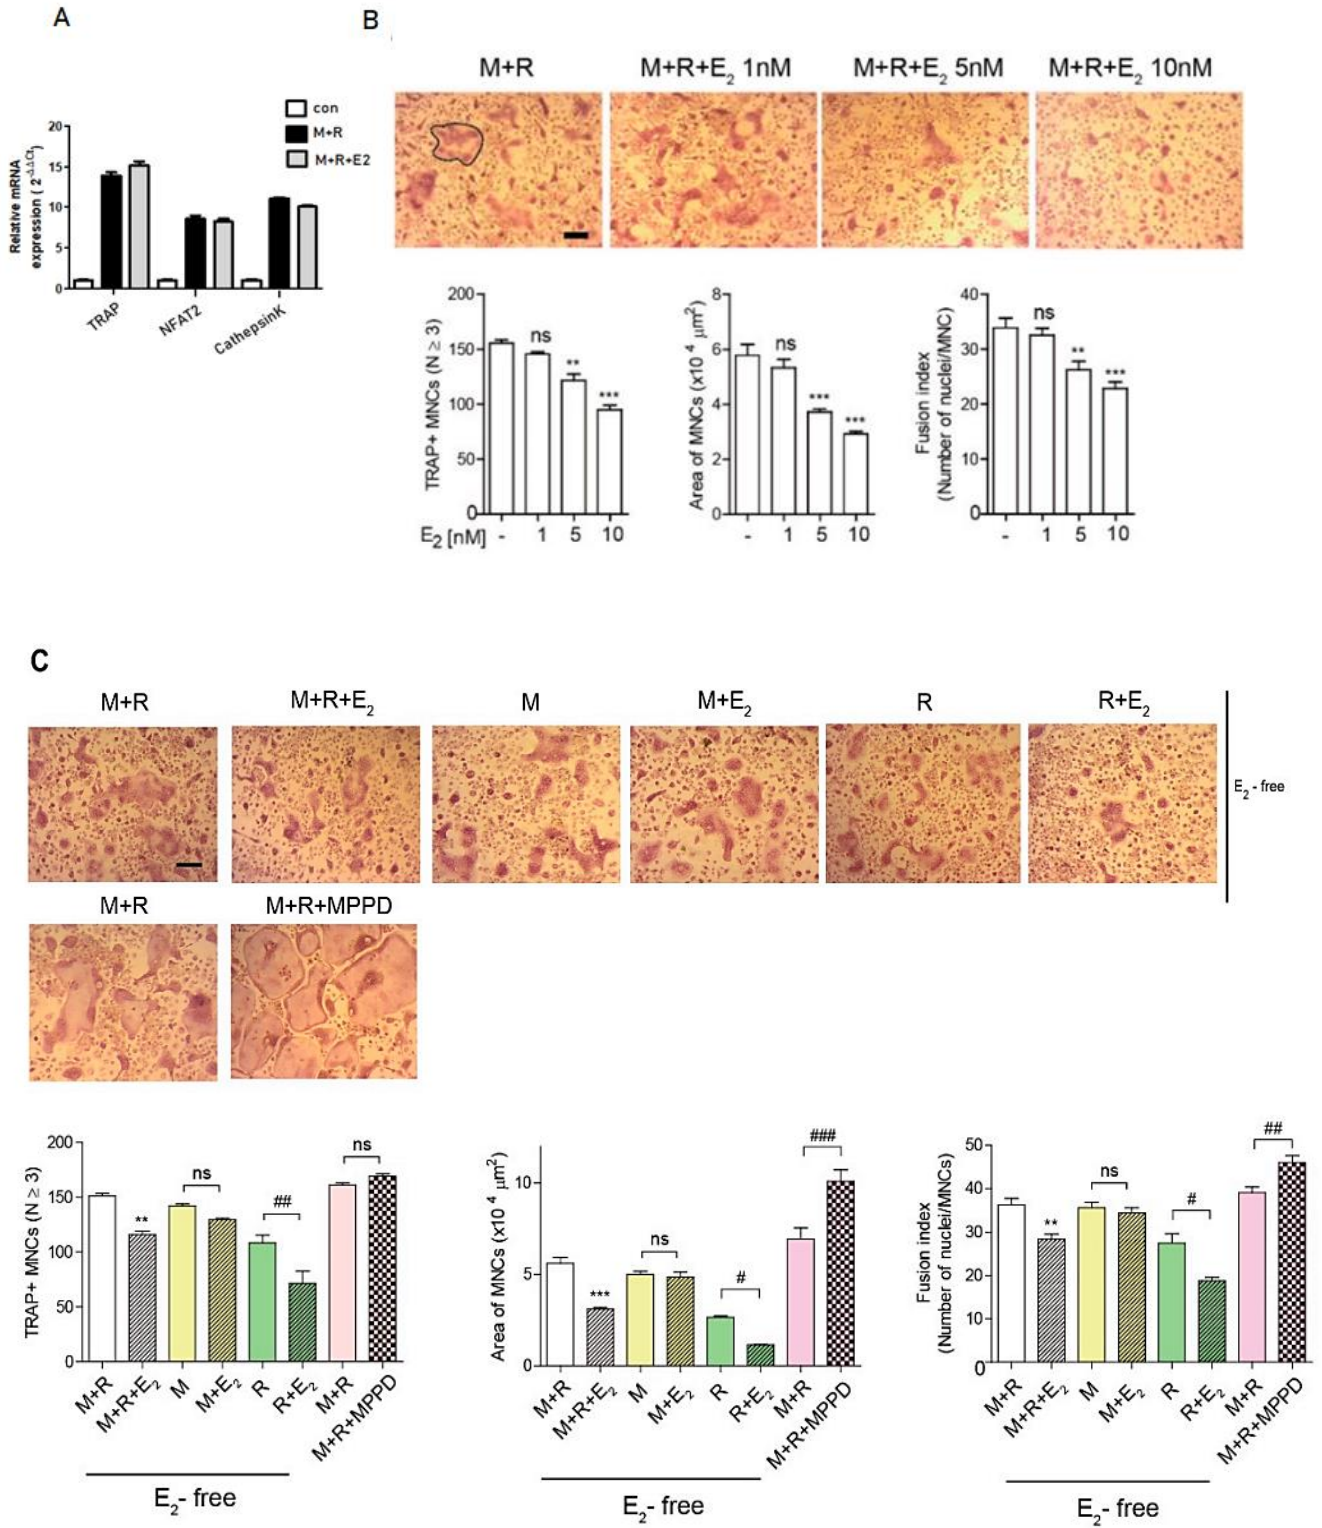 A
B
con
M+R
M+R+E2
Relative mRNA
expression ( 2^-ΔΔCt)
20
15
10
5
0
TRAP
NFAT2
CathepsinK
M+R
M+R+E2 1nM
M+R+E2 5nM
M+R+E2 10nM
TRAP+ MNCs (N ≥ 3)
200
150
100
50
0
ns
**
***
E2 [nM]
-
1
5
10
Area of MNCs (x10^4 μm^2)
8
6
4
2
0
ns
***
***
-
1
5
10
Fusion index
(Number of nuclei/MNC)
40
30
20
10
0
ns
**
***
-
1
5
10
C
M+R
M+R+E2
M
M+E2
R
R+E2
E2 - free
M+R
M+R+MPPD
TRAP+ MNCs (N ≥ 3)
200
150
100
50
0
**
ns
##
ns
M+R
M+R+E2
M
M+E2
R
R+E2
M+R
M+R+MPPD
E2- free
Area of MNCs (x10^4 μm^2)
10
5
0
***
ns
#
###
M+R
M+R+E2
M
M+E2
R
R+E2
M+R
M+R+MPPD
E2- free
Fusion index
(Number of nuclei/MNCs)
50
40
30
20
10
0
**
ns
#
##
M+R
M+R+E2
M
M+E2
R
R+E2
M+R
M+R+MPPD
E2- free